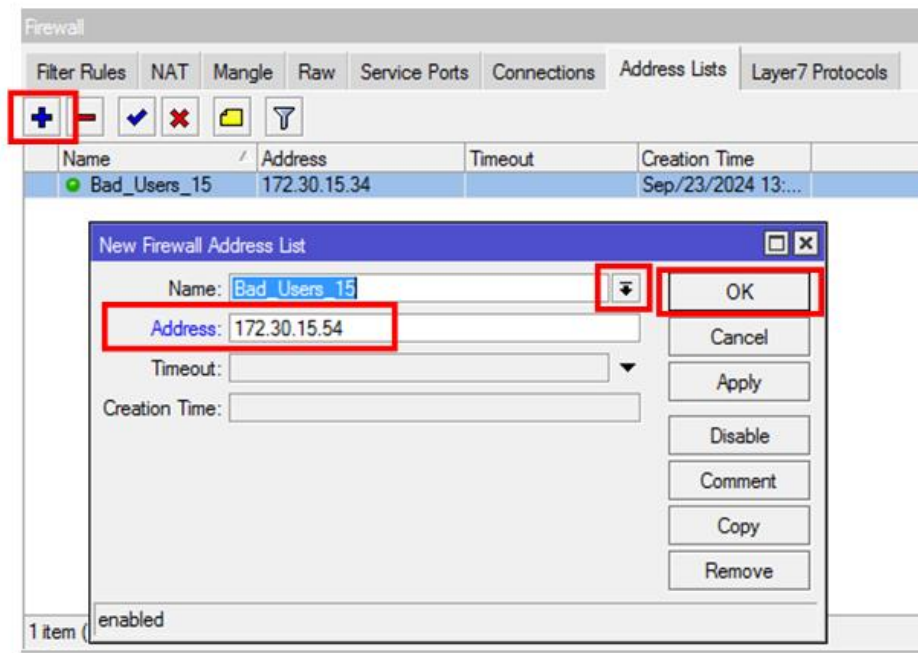 Firewall
Filter Rules NAT Mangle Raw Service Ports Connections Address Lists Layer7 Protocols
Name Address Timeout Creation Time
Bad_Users_15 172.30.15.34 Sep/23/2024 13:...
New Firewall Address List
Name: Bad_Users_15 OK
Address: 172.30.15.54 Cancel
Timeout: Apply
Creation Time:
Disable
Comment
Copy
Remove
enabled
1 item (